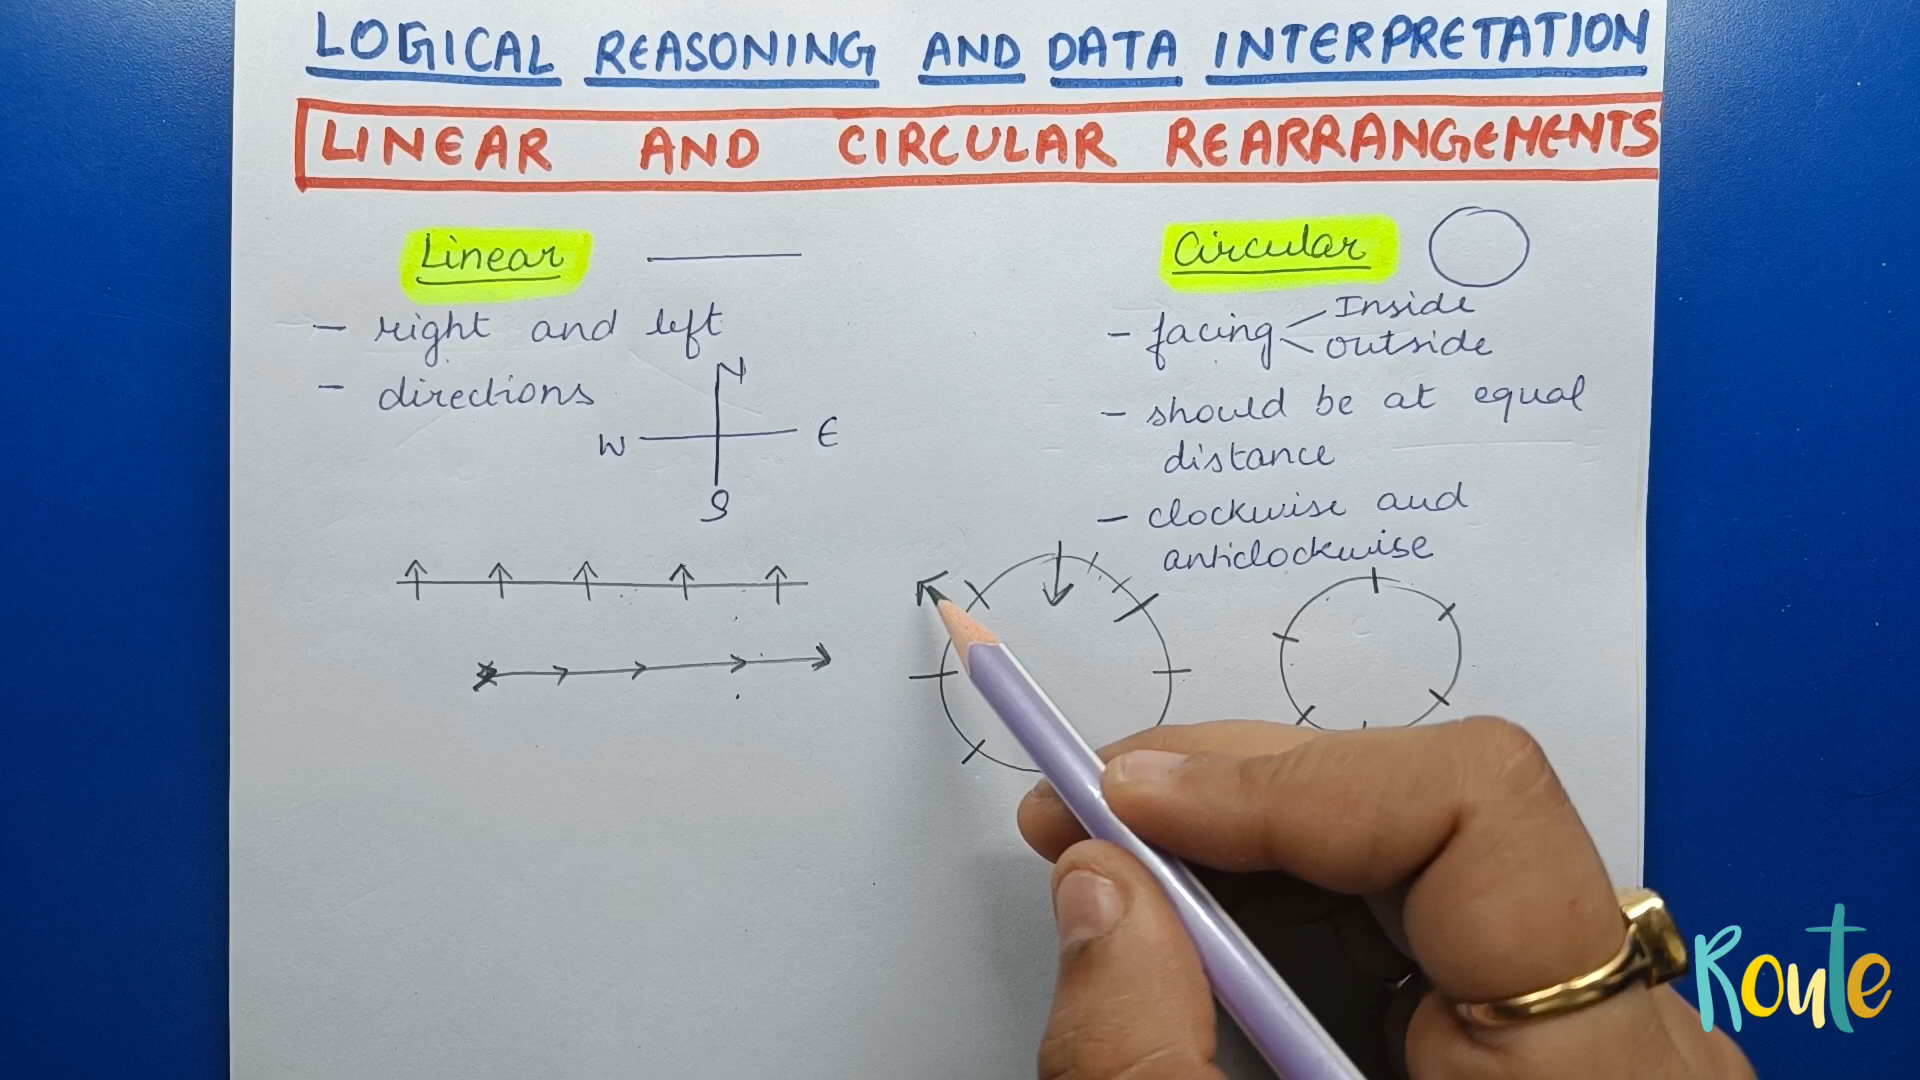 LOGICAL REASONING AND DATA INTERPRETATION
LINEAR AND CIRCULAR REARRANGEMENTS
Linear
- right and left
- directions
N
W E
S
Circular
- facing Inside
outside
- should be at equal
distance
- clockwise and
anticlockwise
Route